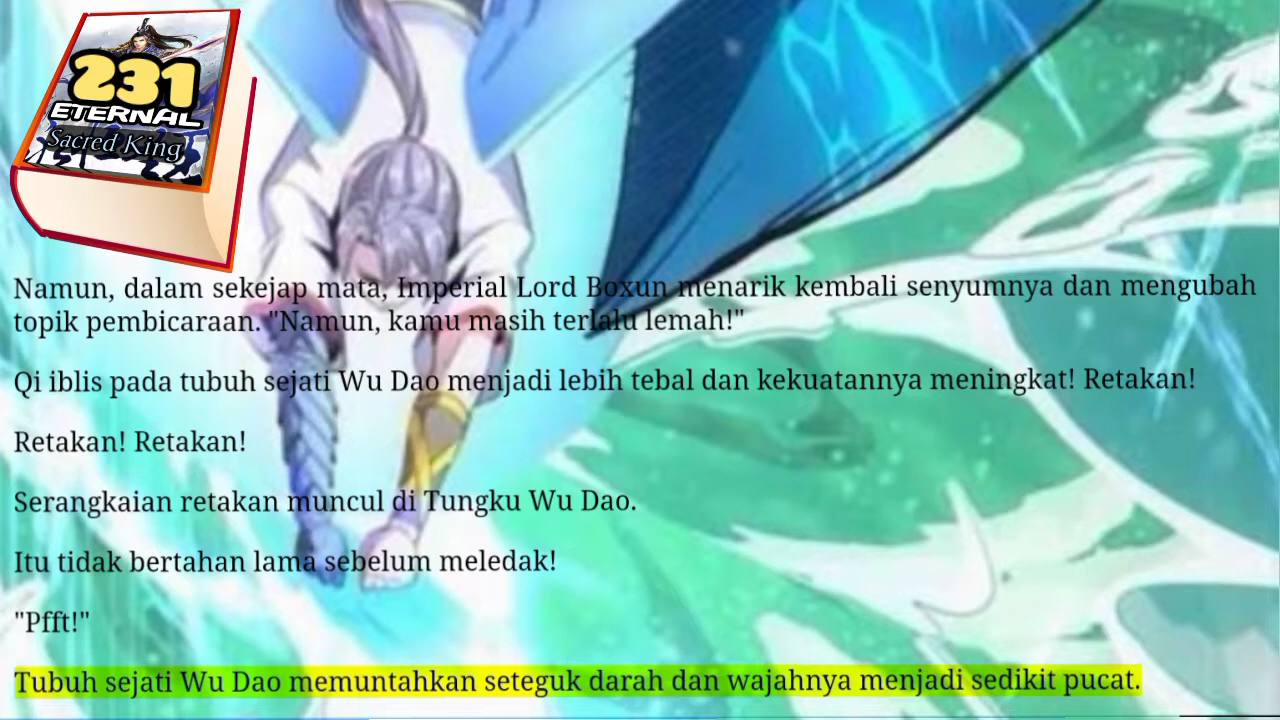 231
ETERNAL
Sacred King
Namun, dalam sekejap mata, Imperial Lord Boxun menarik kembali senyumnya dan mengubah
topik pembicaraan. "Namun, kamu masih terlalu lemah!"
Qi iblis pada tubuh sejati Wu Dao menjadi lebih tebal dan kekuatannya meningkat! Retakan!
Retakan! Retakan!
Serangkaian retakan muncul di Tungku Wu Dao.
Itu tidak bertahan lama sebelum meledak!
"Pfft!"
Tubuh sejati Wu Dao memuntahkan seteguk darah dan wajahnya menjadi sedikit pucat.